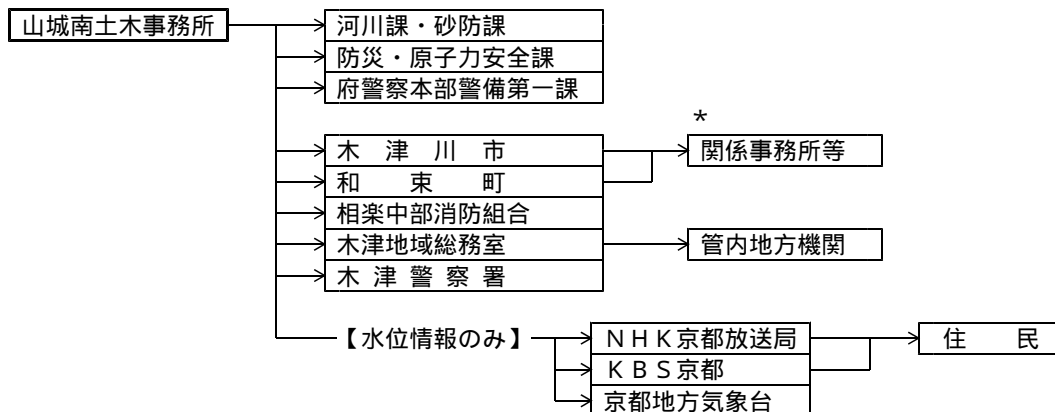 山城南土木事務所
河川課・砂防課
防災・原子力安全課
府警察本部警備第一課
*
木 津 川 市
関係事務所等
和 束 町
相楽中部消防組合
木津地域総務室
管内地方機関
木 津 警 察 署
【水位情報のみ】
ＮＨＫ京都放送局
住 民
ＫＢＳ京都
京都地方気象台